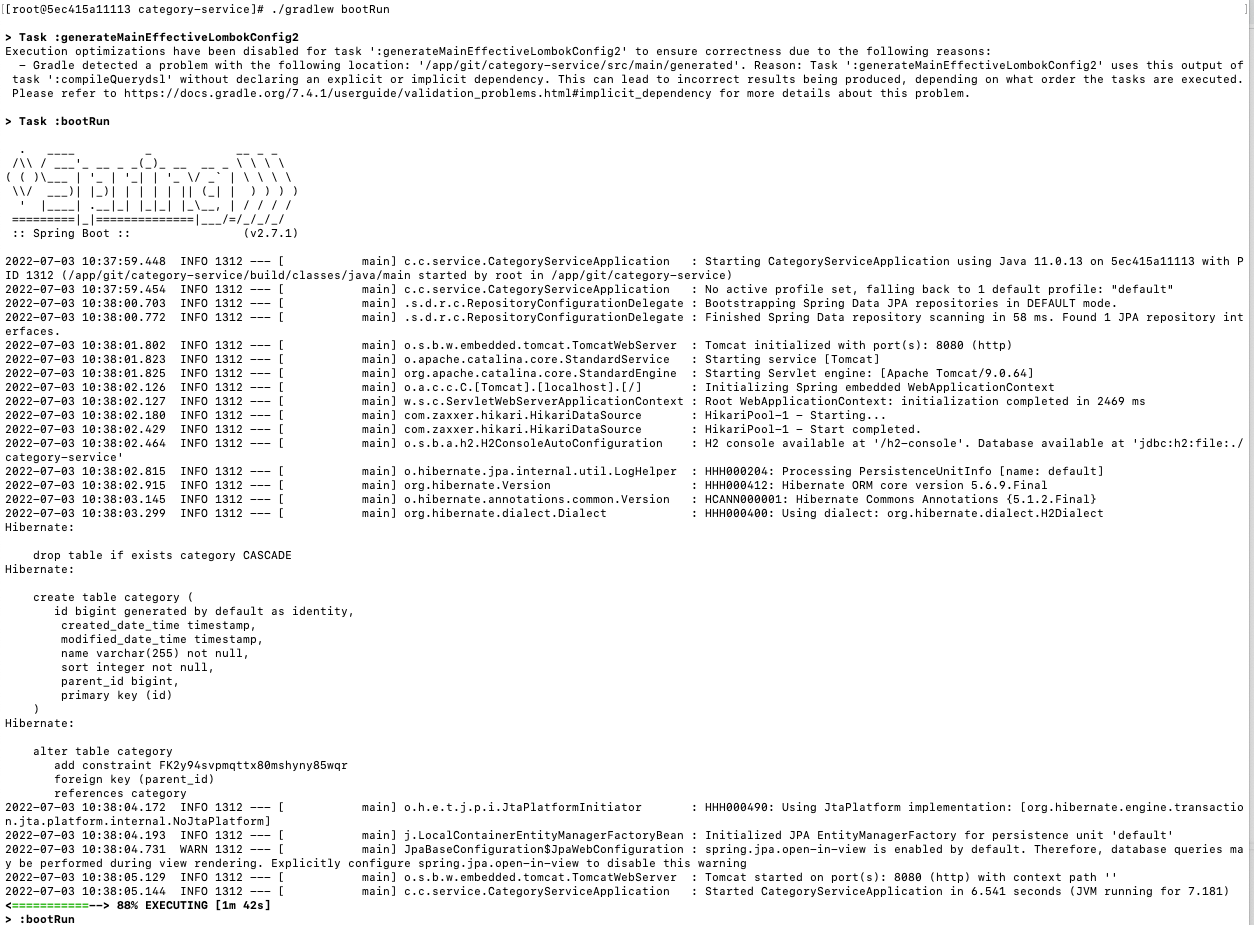 [[root@5ec415a11113 category-service]# ./gradlew bootRun ]

> Task :generateMainEffectiveLombokConfig2
Execution optimizations have been disabled for task ':generateMainEffectiveLombokConfig2' to ensure correctness due to the following reasons:
  - Gradle detected a problem with the following location: '/app/git/category-service/src/main/generated'. Reason: Task ':generateMainEffectiveLombokConfig2' uses this output of
 task ':compileQuerydsl' without declaring an explicit or implicit dependency. This can lead to incorrect results being produced, depending on what order the tasks are executed.
 Please refer to https://docs.gradle.org/7.4.1/userguide/validation_problems.html#implicit_dependency for more details about this problem.

> Task :bootRun

  .   ____          _            __ _ _
 /\\ / ___'_ __ _ _(_)_ __  __ _ \ \ \ \
( ( )\___ | '_ | '_| | '_ \/ _` | \ \ \ \
 \\/  ___)| |_)| | | | | || (_| |  ) ) ) )
  '  |____| .__|_| |_|_| |_\__, | / / / /
 =========|_|==============|___/=/_/_/_/
 :: Spring Boot ::                (v2.7.1)

2022-07-03 10:37:59.448  INFO 1312 --- [           main] c.c.service.CategoryServiceApplication   : Starting CategoryServiceApplication using Java 11.0.13 on 5ec415a11113 with P
ID 1312 (/app/git/category-service/build/classes/java/main started by root in /app/git/category-service)
2022-07-03 10:37:59.454  INFO 1312 --- [           main] c.c.service.CategoryServiceApplication   : No active profile set, falling back to 1 default profile: "default"
2022-07-03 10:38:00.703  INFO 1312 --- [           main] .s.d.r.c.RepositoryConfigurationDelegate : Bootstrapping Spring Data JPA repositories in DEFAULT mode.
2022-07-03 10:38:00.772  INFO 1312 --- [           main] .s.d.r.c.RepositoryConfigurationDelegate : Finished Spring Data repository scanning in 58 ms. Found 1 JPA repository int
erfaces.
2022-07-03 10:38:01.802  INFO 1312 --- [           main] o.s.b.w.embedded.tomcat.TomcatWebServer  : Tomcat initialized with port(s): 8080 (http)
2022-07-03 10:38:01.823  INFO 1312 --- [           main] o.apache.catalina.core.StandardService   : Starting service [Tomcat]
2022-07-03 10:38:01.825  INFO 1312 --- [           main] org.apache.catalina.core.StandardEngine  : Starting Servlet engine: [Apache Tomcat/9.0.64]
2022-07-03 10:38:02.126  INFO 1312 --- [           main] o.a.c.c.C.[Tomcat].[localhost].[/]       : Initializing Spring embedded WebApplicationContext
2022-07-03 10:38:02.127  INFO 1312 --- [           main] w.s.c.ServletWebServerApplicationContext : Root WebApplicationContext: initialization completed in 2469 ms
2022-07-03 10:38:02.180  INFO 1312 --- [           main] com.zaxxer.hikari.HikariDataSource       : HikariPool-1 - Starting...
2022-07-03 10:38:02.429  INFO 1312 --- [           main] com.zaxxer.hikari.HikariDataSource       : HikariPool-1 - Start completed.
2022-07-03 10:38:02.464  INFO 1312 --- [           main] o.s.b.a.h2.H2ConsoleAutoConfiguration    : H2 console available at '/h2-console'. Database available at 'jdbc:h2:file:./
category-service'
2022-07-03 10:38:02.815  INFO 1312 --- [           main] o.hibernate.jpa.internal.util.LogHelper  : HHH000204: Processing PersistenceUnitInfo [name: default]
2022-07-03 10:38:02.915  INFO 1312 --- [           main] org.hibernate.Version                    : HHH000412: Hibernate ORM core version 5.6.9.Final
2022-07-03 10:38:03.145  INFO 1312 --- [           main] o.hibernate.annotations.common.Version   : HCANN000001: Hibernate Commons Annotations {5.1.2.Final}
2022-07-03 10:38:03.299  INFO 1312 --- [           main] org.hibernate.dialect.Dialect            : HHH000400: Using dialect: org.hibernate.dialect.H2Dialect
Hibernate:

    drop table if exists category CASCADE
Hibernate:

    create table category (
       id bigint generated by default as identity,
        created_date_time timestamp,
        modified_date_time timestamp,
        name varchar(255) not null,
        sort integer not null,
        parent_id bigint,
        primary key (id)
    )
Hibernate:

    alter table category
       add constraint FK2y94svpmqttx80mshyny85wqr
       foreign key (parent_id)
       references category
2022-07-03 10:38:04.172  INFO 1312 --- [           main] o.h.e.t.j.p.i.JtaPlatformInitiator       : HHH000490: Using JtaPlatform implementation: [org.hibernate.engine.transactio
n.jta.platform.internal.NoJtaPlatform]
2022-07-03 10:38:04.193  INFO 1312 --- [           main] j.LocalContainerEntityManagerFactoryBean : Initialized JPA EntityManagerFactory for persistence unit 'default'
2022-07-03 10:38:04.731  WARN 1312 --- [           main] JpaBaseConfiguration$JpaWebConfiguration : spring.jpa.open-in-view is enabled by default. Therefore, database queries ma
y be performed during view rendering. Explicitly configure spring.jpa.open-in-view to disable this warning
2022-07-03 10:38:05.129  INFO 1312 --- [           main] o.s.b.w.embedded.tomcat.TomcatWebServer  : Tomcat started on port(s): 8080 (http) with context path ''
2022-07-03 10:38:05.144  INFO 1312 --- [           main] c.c.service.CategoryServiceApplication   : Started CategoryServiceApplication in 6.541 seconds (JVM running for 7.181)
<===========--> 88% EXECUTING [1m 42s]
> :bootRun